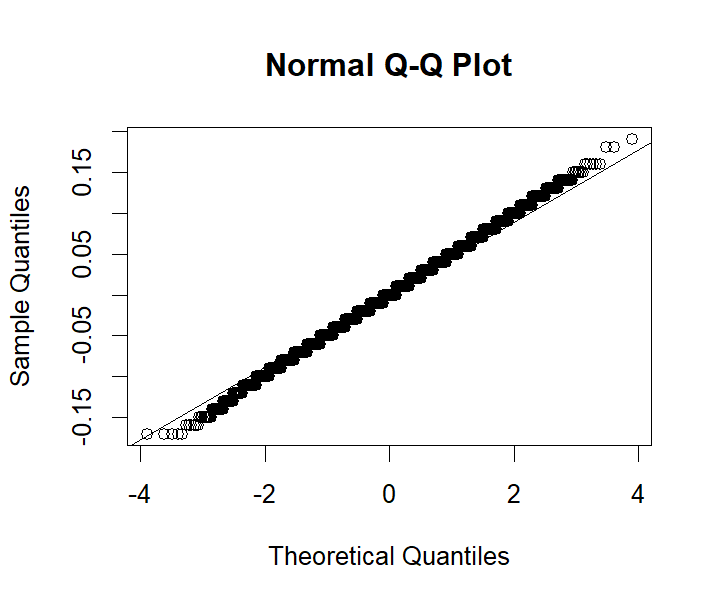 Normal Q-Q Plot
Sample Quantiles
0.15
0.05
-0.05
-0.15
-4 -2 0 2 4
Theoretical Quantiles